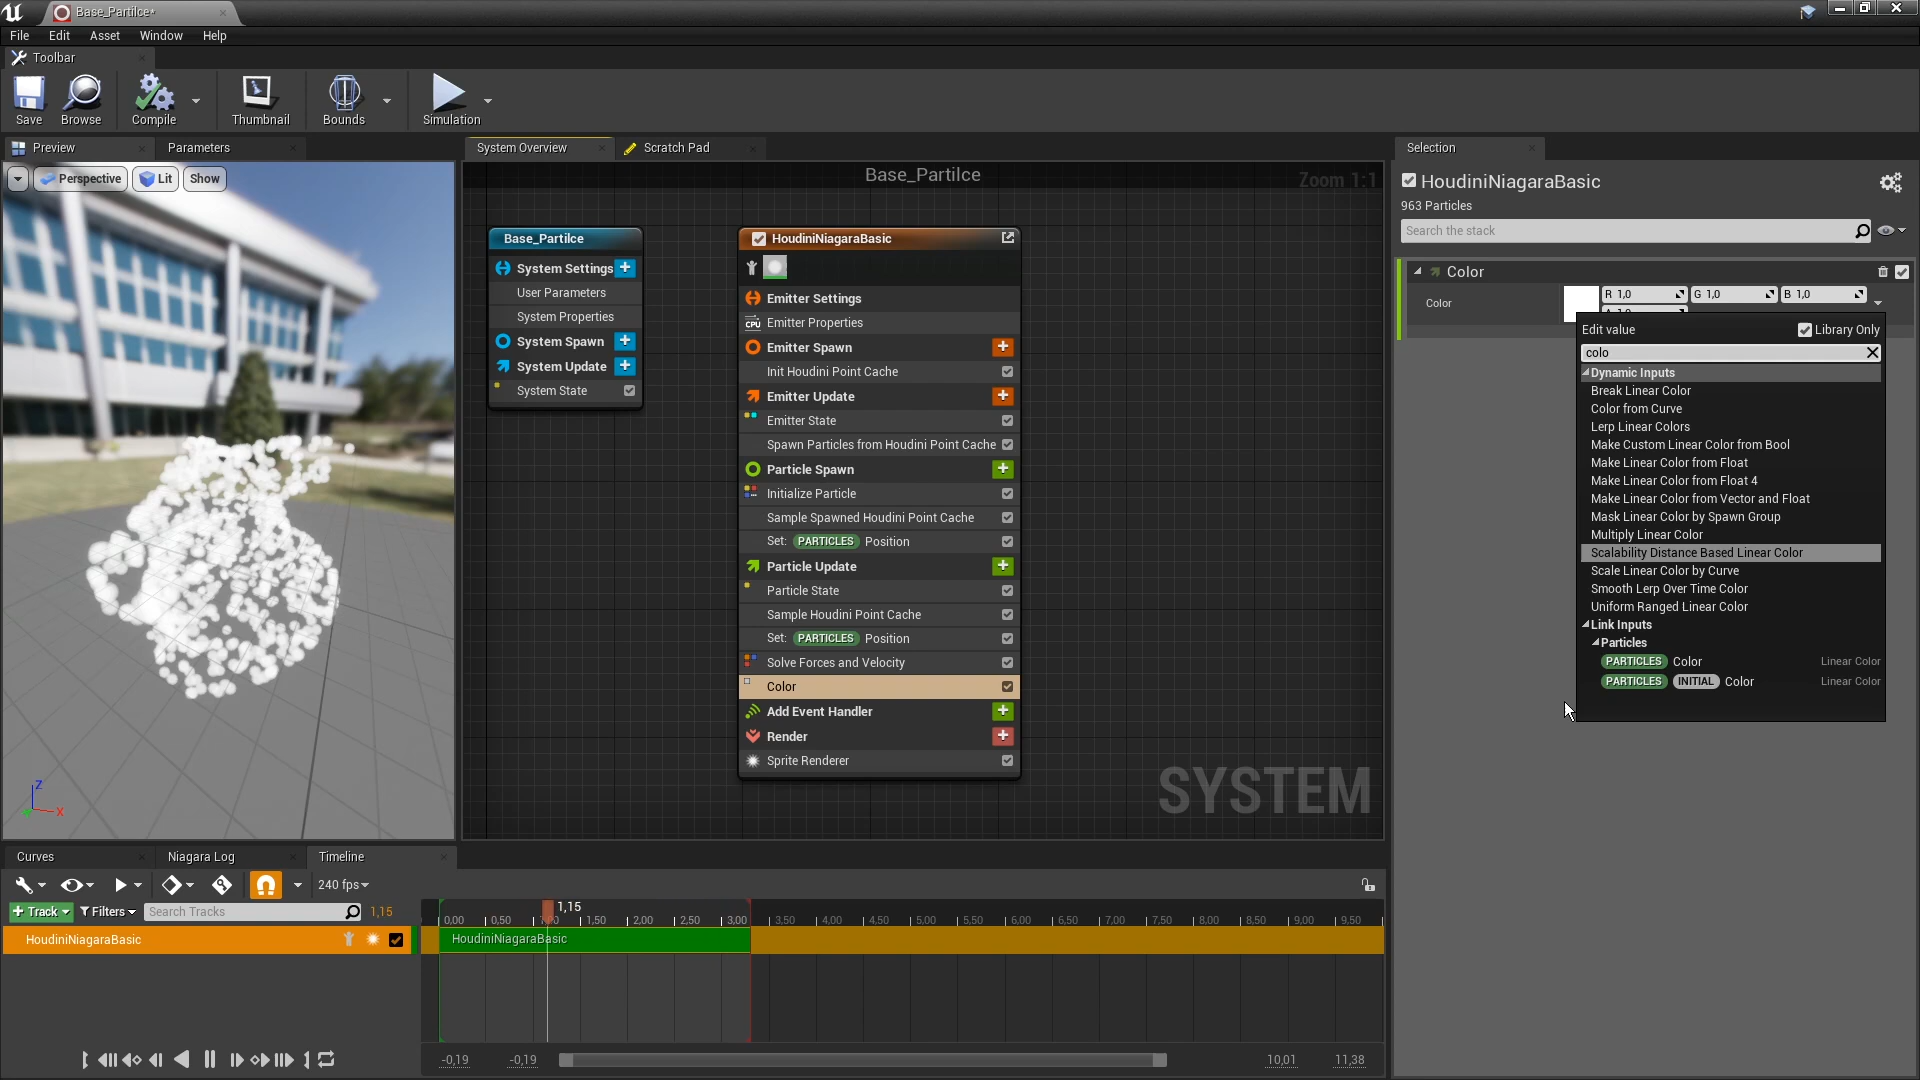 Base_Partilce*
File Edit Asset Window Help
Toolbar
Save Browse Compile Thumbnail Bounds Simulation
Preview Parameters
Perspective Lit Show
Z
X
System Overview Scratch Pad
Base_Partilce
Zoom 1:1
Base_Partilce
System Settings
User Parameters
System Properties
System Spawn
System Update
System State
HoudiniNiagaraBasic
Emitter Settings
CPU Emitter Properties
Emitter Spawn
Init Houdini Point Cache
Emitter Update
Emitter State
Spawn Particles from Houdini Point Cache
Particle Spawn
Initialize Particle
Sample Spawned Houdini Point Cache
Set: PARTICLES Position
Particle Update
Particle State
Sample Houdini Point Cache
Set: PARTICLES Position
Solve Forces and Velocity
Color
Add Event Handler
Render
Sprite Renderer
SYSTEM
Selection
HoudiniNiagaraBasic
963 Particles
Search the stack
Color
Color R 1,0 G 1,0 B 1,0
Edit value Library Only
colo
Dynamic Inputs
Break Linear Color
Color from Curve
Lerp Linear Colors
Make Custom Linear Color from Bool
Make Linear Color from Float
Make Linear Color from Float 4
Make Linear Color from Vector and Float
Mask Linear Color by Spawn Group
Multiply Linear Color
Scalability Distance Based Linear Color
Scale Linear Color by Curve
Smooth Lerp Over Time Color
Uniform Ranged Linear Color
Link Inputs
Particles
PARTICLES Color Linear Color
PARTICLES INITIAL Color Linear Color
Curves Niagara Log Timeline
240 fps
+ Track Filters Search Tracks 1,15
HoudiniNiagaraBasic
1,15
0,00 0,50 1,50 2,00 2,50 3,00 3,50 4,00 4,50 5,00 5,50 6,00 6,50 7,00 7,50 8,00 8,50 9,00 9,50
HoudiniNiagaraBasic
-0,19 -0,19 10,01 11,38